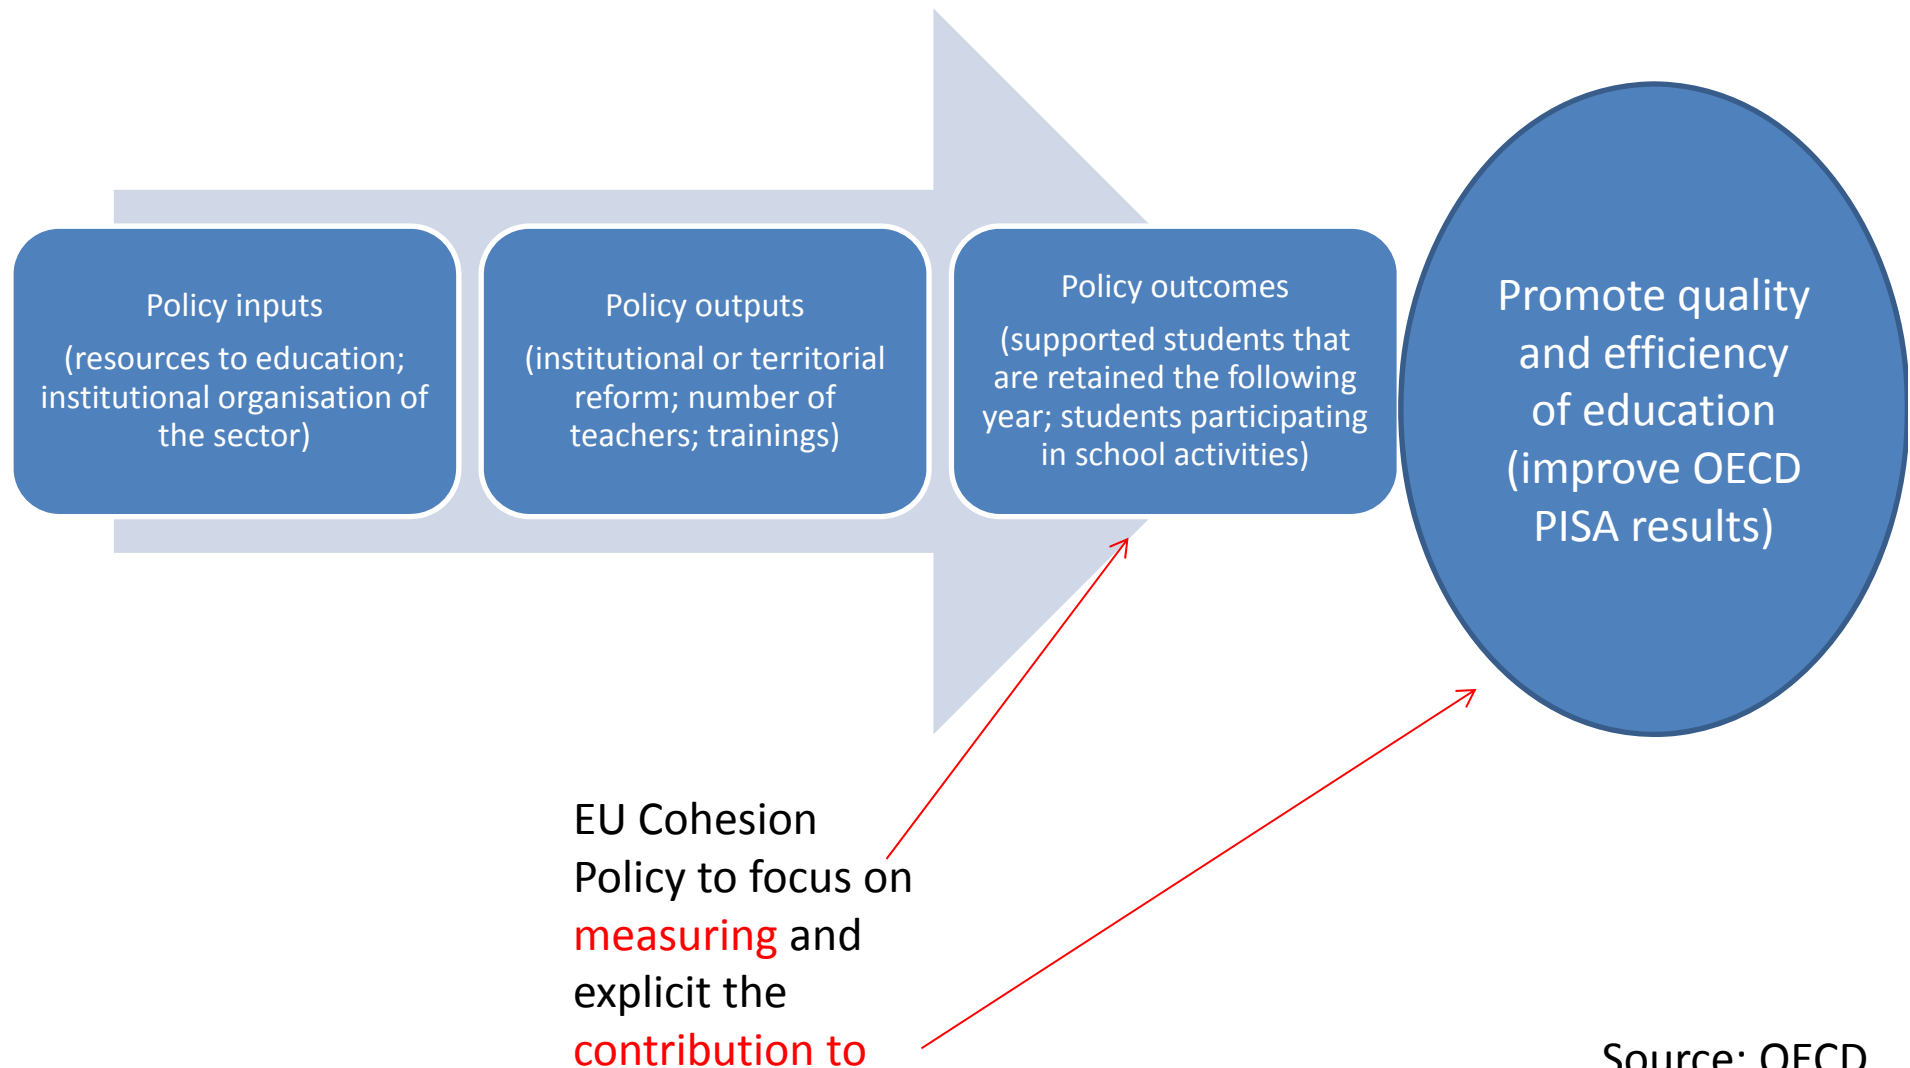 Policy inputs
(resources to education;
institutional organisation of
the sector)
Policy outputs
(institutional or territorial
reform; number of
teachers; trainings)
Policy outcomes
(supported students that
are retained the following
year; students participating
in school activities)
Promote quality
and efficiency
of education
(improve OECD
PISA results)
EU Cohesion
Policy to focus on
measuring and
explicit the
contribution to
Source: OECD